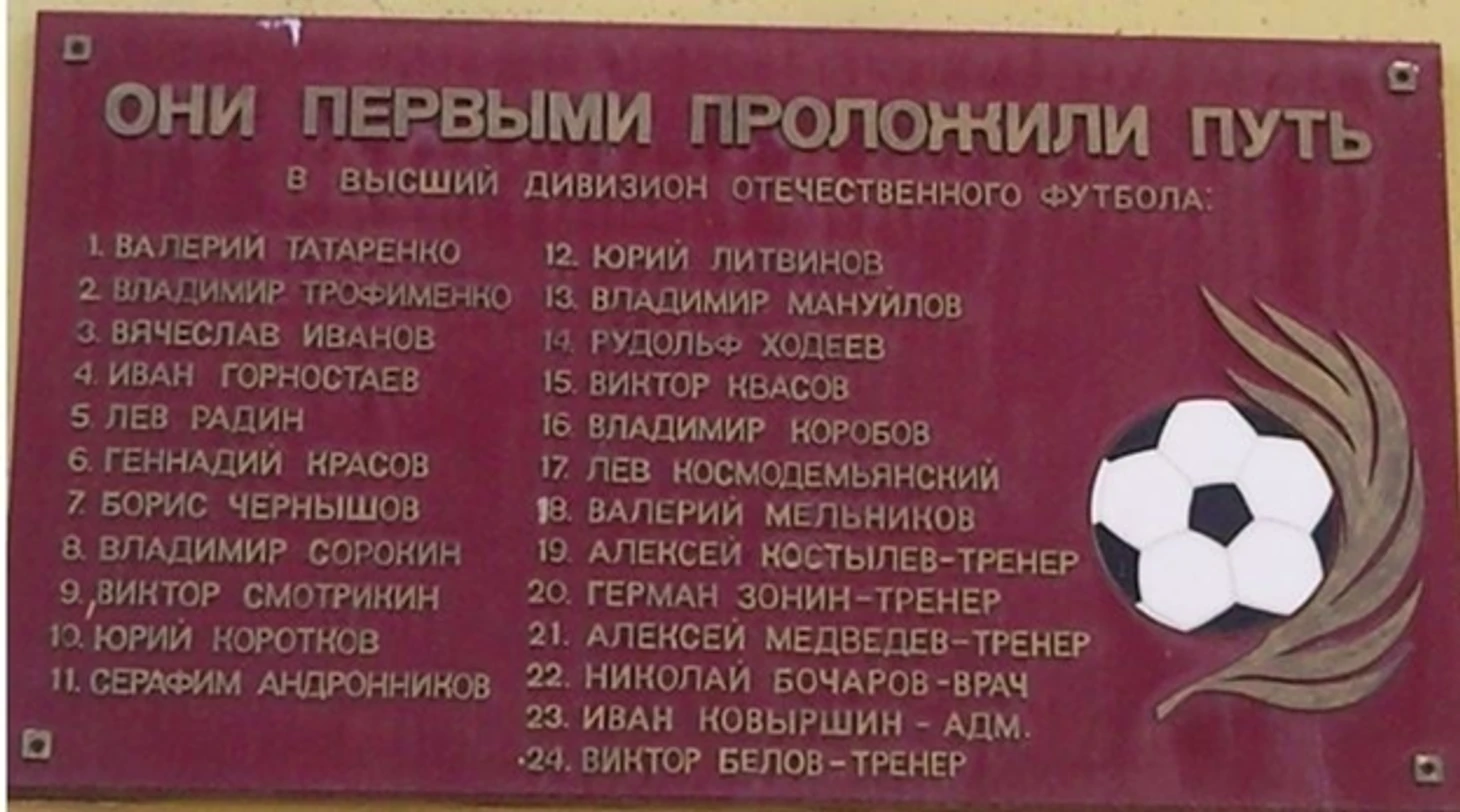 ОНИ ПЕРВЫМИ ПРОЛОЖИЛИ ПУТЬ
В ВЫСШИЙ ДИВИЗИОН ОТЕЧЕСТВЕННОГО ФУТБОЛА:
1. ВАЛЕРИЙ ТАТАРЕНКО
2. ВЛАДИМИР ТРОФИМЕНКО
3. ВЯЧЕСЛАВ ИВАНОВ
4. ИВАН ГОРНОСТАЕВ
5 ЛЕВ РАДИН
6. ГЕННАДИЙ КРАСОВ
7. БОРИС ЧЕРНЫШОВ
8. ВЛАДИМИР СОРОКИН
9. ВИКТОР СМОТРИКИН
10. ЮРИЙ КОРОТКОВ
11. СЕРАФИМ АНДРОННИКОВ
12. ЮРИЙ ЛИТВИНОВ
13. ВЛАДИМИР МАНУЙЛОВ
14. РУДОЛЬФ ХОДЕЕВ
15. ВИКТОР КВАСОВ
16 ВЛАДИМИР КОРОБОВ
17. ЛЕВ КОСМОДЕМЬЯНСКИЙ
18. ВАЛЕРИЙ МЕЛЬНИКОВ
19. АЛЕКСЕЙ КОСТЫЛЕВ-ТРЕНЕР
20. ГЕРМАН ЗОНИН-ТРЕНЕР
21. АЛЕКСЕЙ МЕДВЕДЕВ-ТРЕНЕР
22. НИКОЛАЙ БОЧАРОВ-ВРАЧ
23. ИВАН КОВЫРШИН - АДМ.
24. ВИКТОР БЕЛОВ-ТРЕНЕР